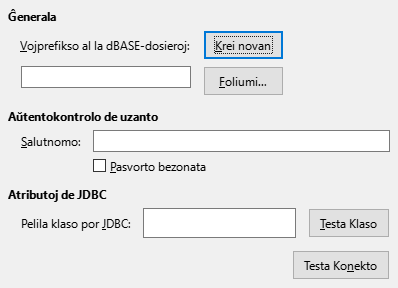 Ĝenerala
Vojprefikso al la dBASE-dosieroj:
Krei novan
Foliumi...
Aŭtentokontrolo de uzanto
Salutnomo:
Pasvorto bezonata
Atributoj de JDBC
Pelila klaso por JDBC:
Testa Klaso
Testa Konekto